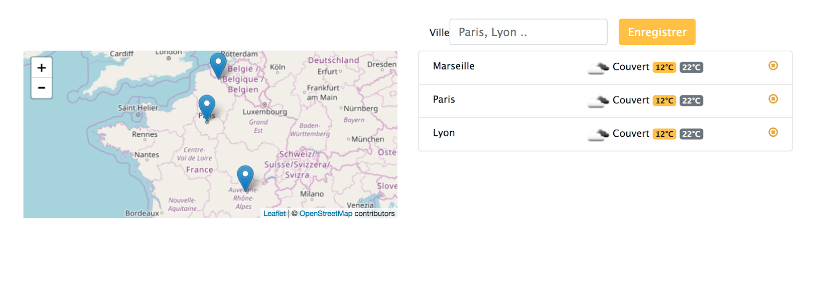 Ville Paris, Lyon .. Enregistrer
Marseille Couvert 12°C 22°C
Paris Couvert 12°C 22°C
Lyon Couvert 12°C 22°C
+
−
Cardiff London Rotterdam
Deutschland
Köln Dresden
Erfurt
België /
Belgique /
Belgien
Frankfurt
am Main
Saint Helier
Paris Luxembourg Nürnberg
Grand
Est
Bayern
Baden-
Württemberg
Rennes
München
Nantes
Centre-
Val de Loire
Schweiz/
Suisse/Svizzera/
Svizra
Öste
France
Auve
Rhône
Alpes
Slove
Milano
Nouvelle-
Aquitaine
Venezia
Bordeaux
Leaflet | © OpenStreetMap contributors